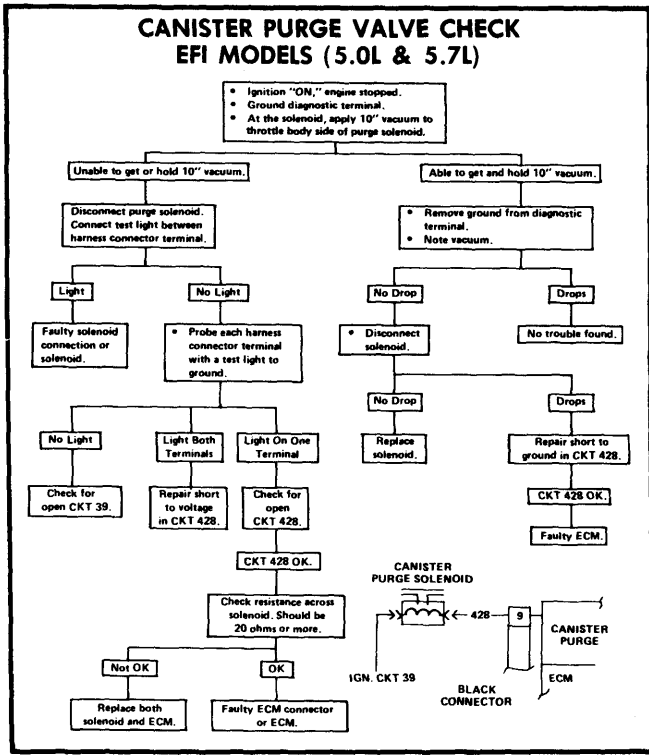 CANISTER PURGE VALVE CHECK
EFI MODELS (5.0L & 5.7L)
• Ignition "ON," engine stopped.
• Ground diagnostic terminal.
• At the solenoid, apply 10" vacuum to
throttle body side of purge solenoid.
Unable to get or hold 10" vacuum.
Able to get and hold 10" vacuum.
Disconnect purge solenoid.
Connect test light between
harness connector terminal.
• Remove ground from diagnostic
terminal.
• Note vacuum.
Light
No Light
No Drop
Drops
Faulty solenoid
connection or
solenoid.
• Probe each harness
connector terminal
with a test light to
ground.
• Disconnect
solenoid.
No trouble found.
No Drop
Drops
No Light
Light Both
Terminals
Light On One
Terminal
Replace
solenoid.
Repair short to
ground in CKT 428.
Check for
open CKT 39.
Repair short
to voltage
in CKT 428.
Check for
open
CKT 428.
CKT 428 OK.
Faulty ECM.
CKT 428 OK.
Check resistance across
solenoid. Should be
20 ohms or more.
Not OK
OK
Replace both
solenoid and ECM.
Faulty ECM connector
or ECM.
CANISTER
PURGE SOLENOID
428
9
CANISTER
PURGE
IGN. CKT 39
ECM
BLACK
CONNECTOR